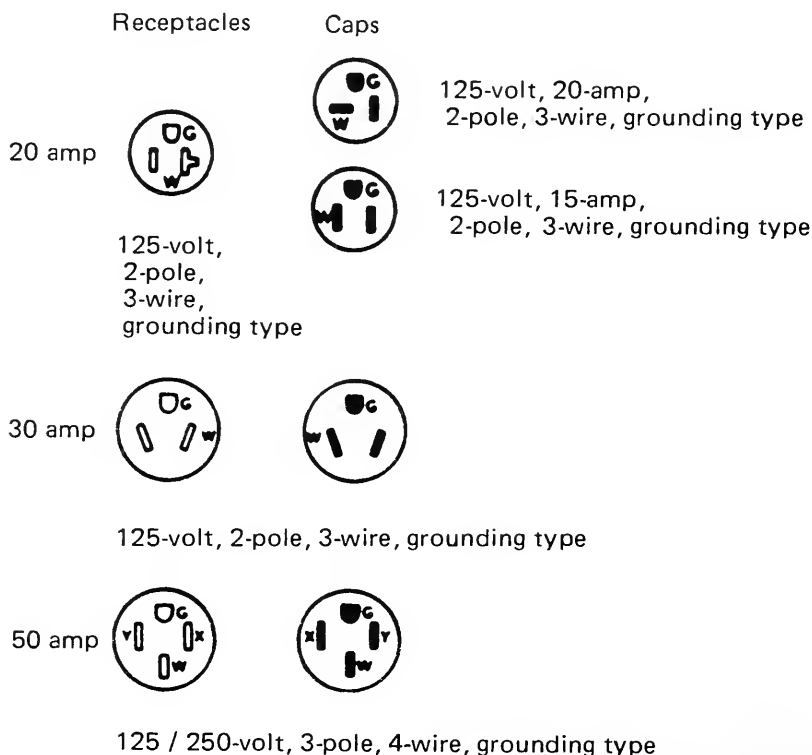 Receptacles Caps
20 amp
G
W
G
W
125-volt, 20-amp,
2-pole, 3-wire, grounding type
G
W
125-volt, 15-amp,
2-pole, 3-wire, grounding type
125-volt,
2-pole,
3-wire,
grounding type
30 amp
G
W
G
W
125-volt, 2-pole, 3-wire, grounding type
50 amp
G
Y X
W
G
X Y
W
125 / 250-volt, 3-pole, 4-wire, grounding type